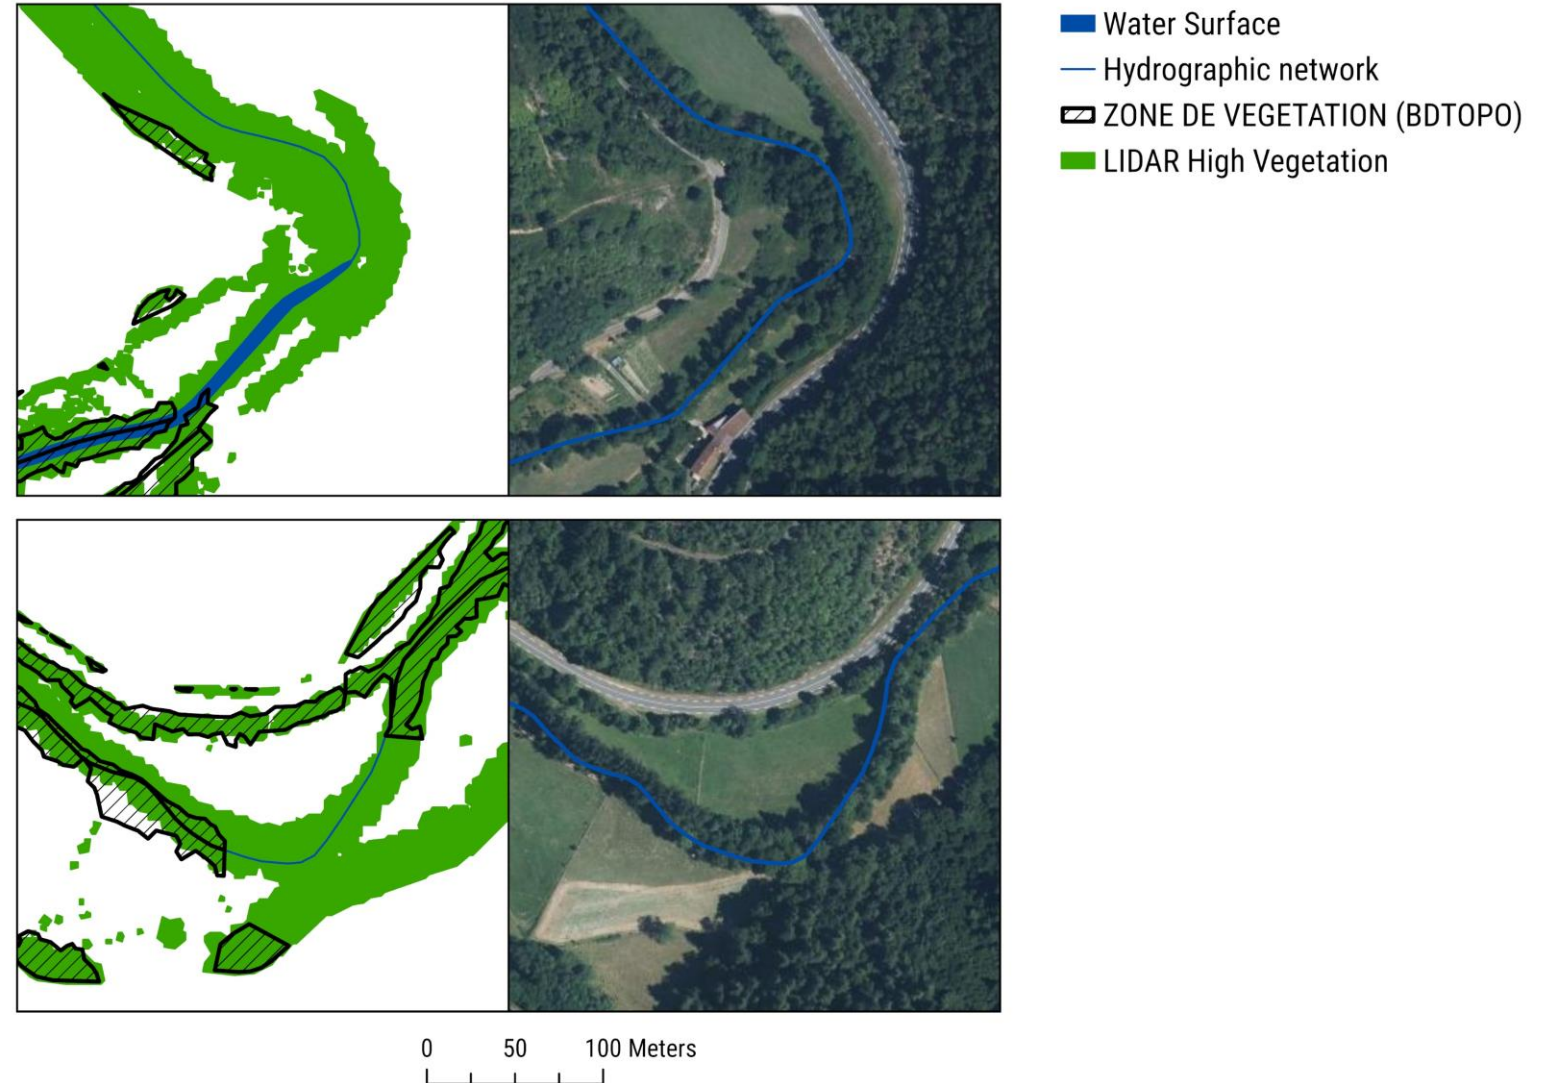 Water Surface
Hydrographic network
ZONE DE VEGETATION (BDTOPO)
LIDAR High Vegetation
0 50 100 Meters